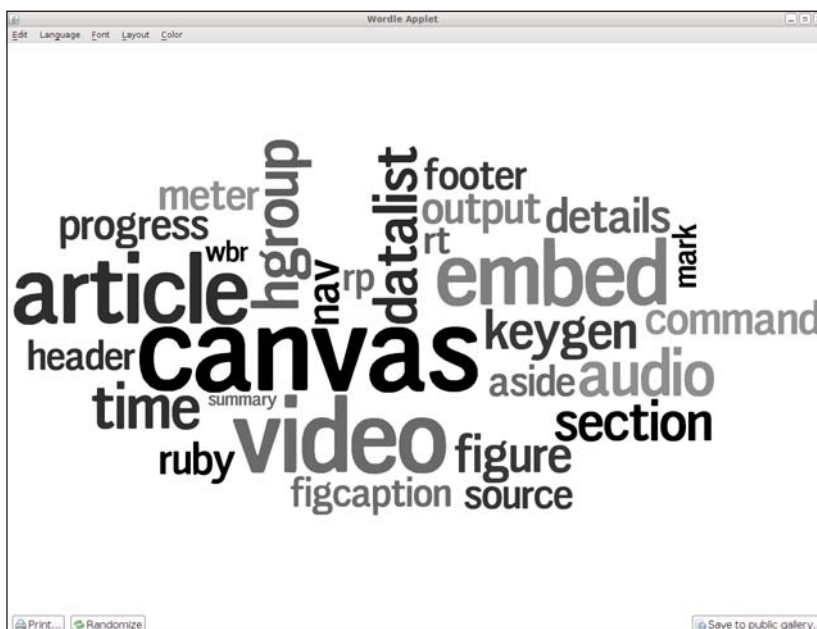 Wordle Applet
Edit Language Font Layout Color
hgroup
datalist
footer
meter
output
details
progress
rt
mark
wbr
nav
rp
embed
article
canvas
keygen
command
header
aside
audio
time
summary
video
section
ruby
figure
figcaption
source
Print... Randomize Save to public gallery...